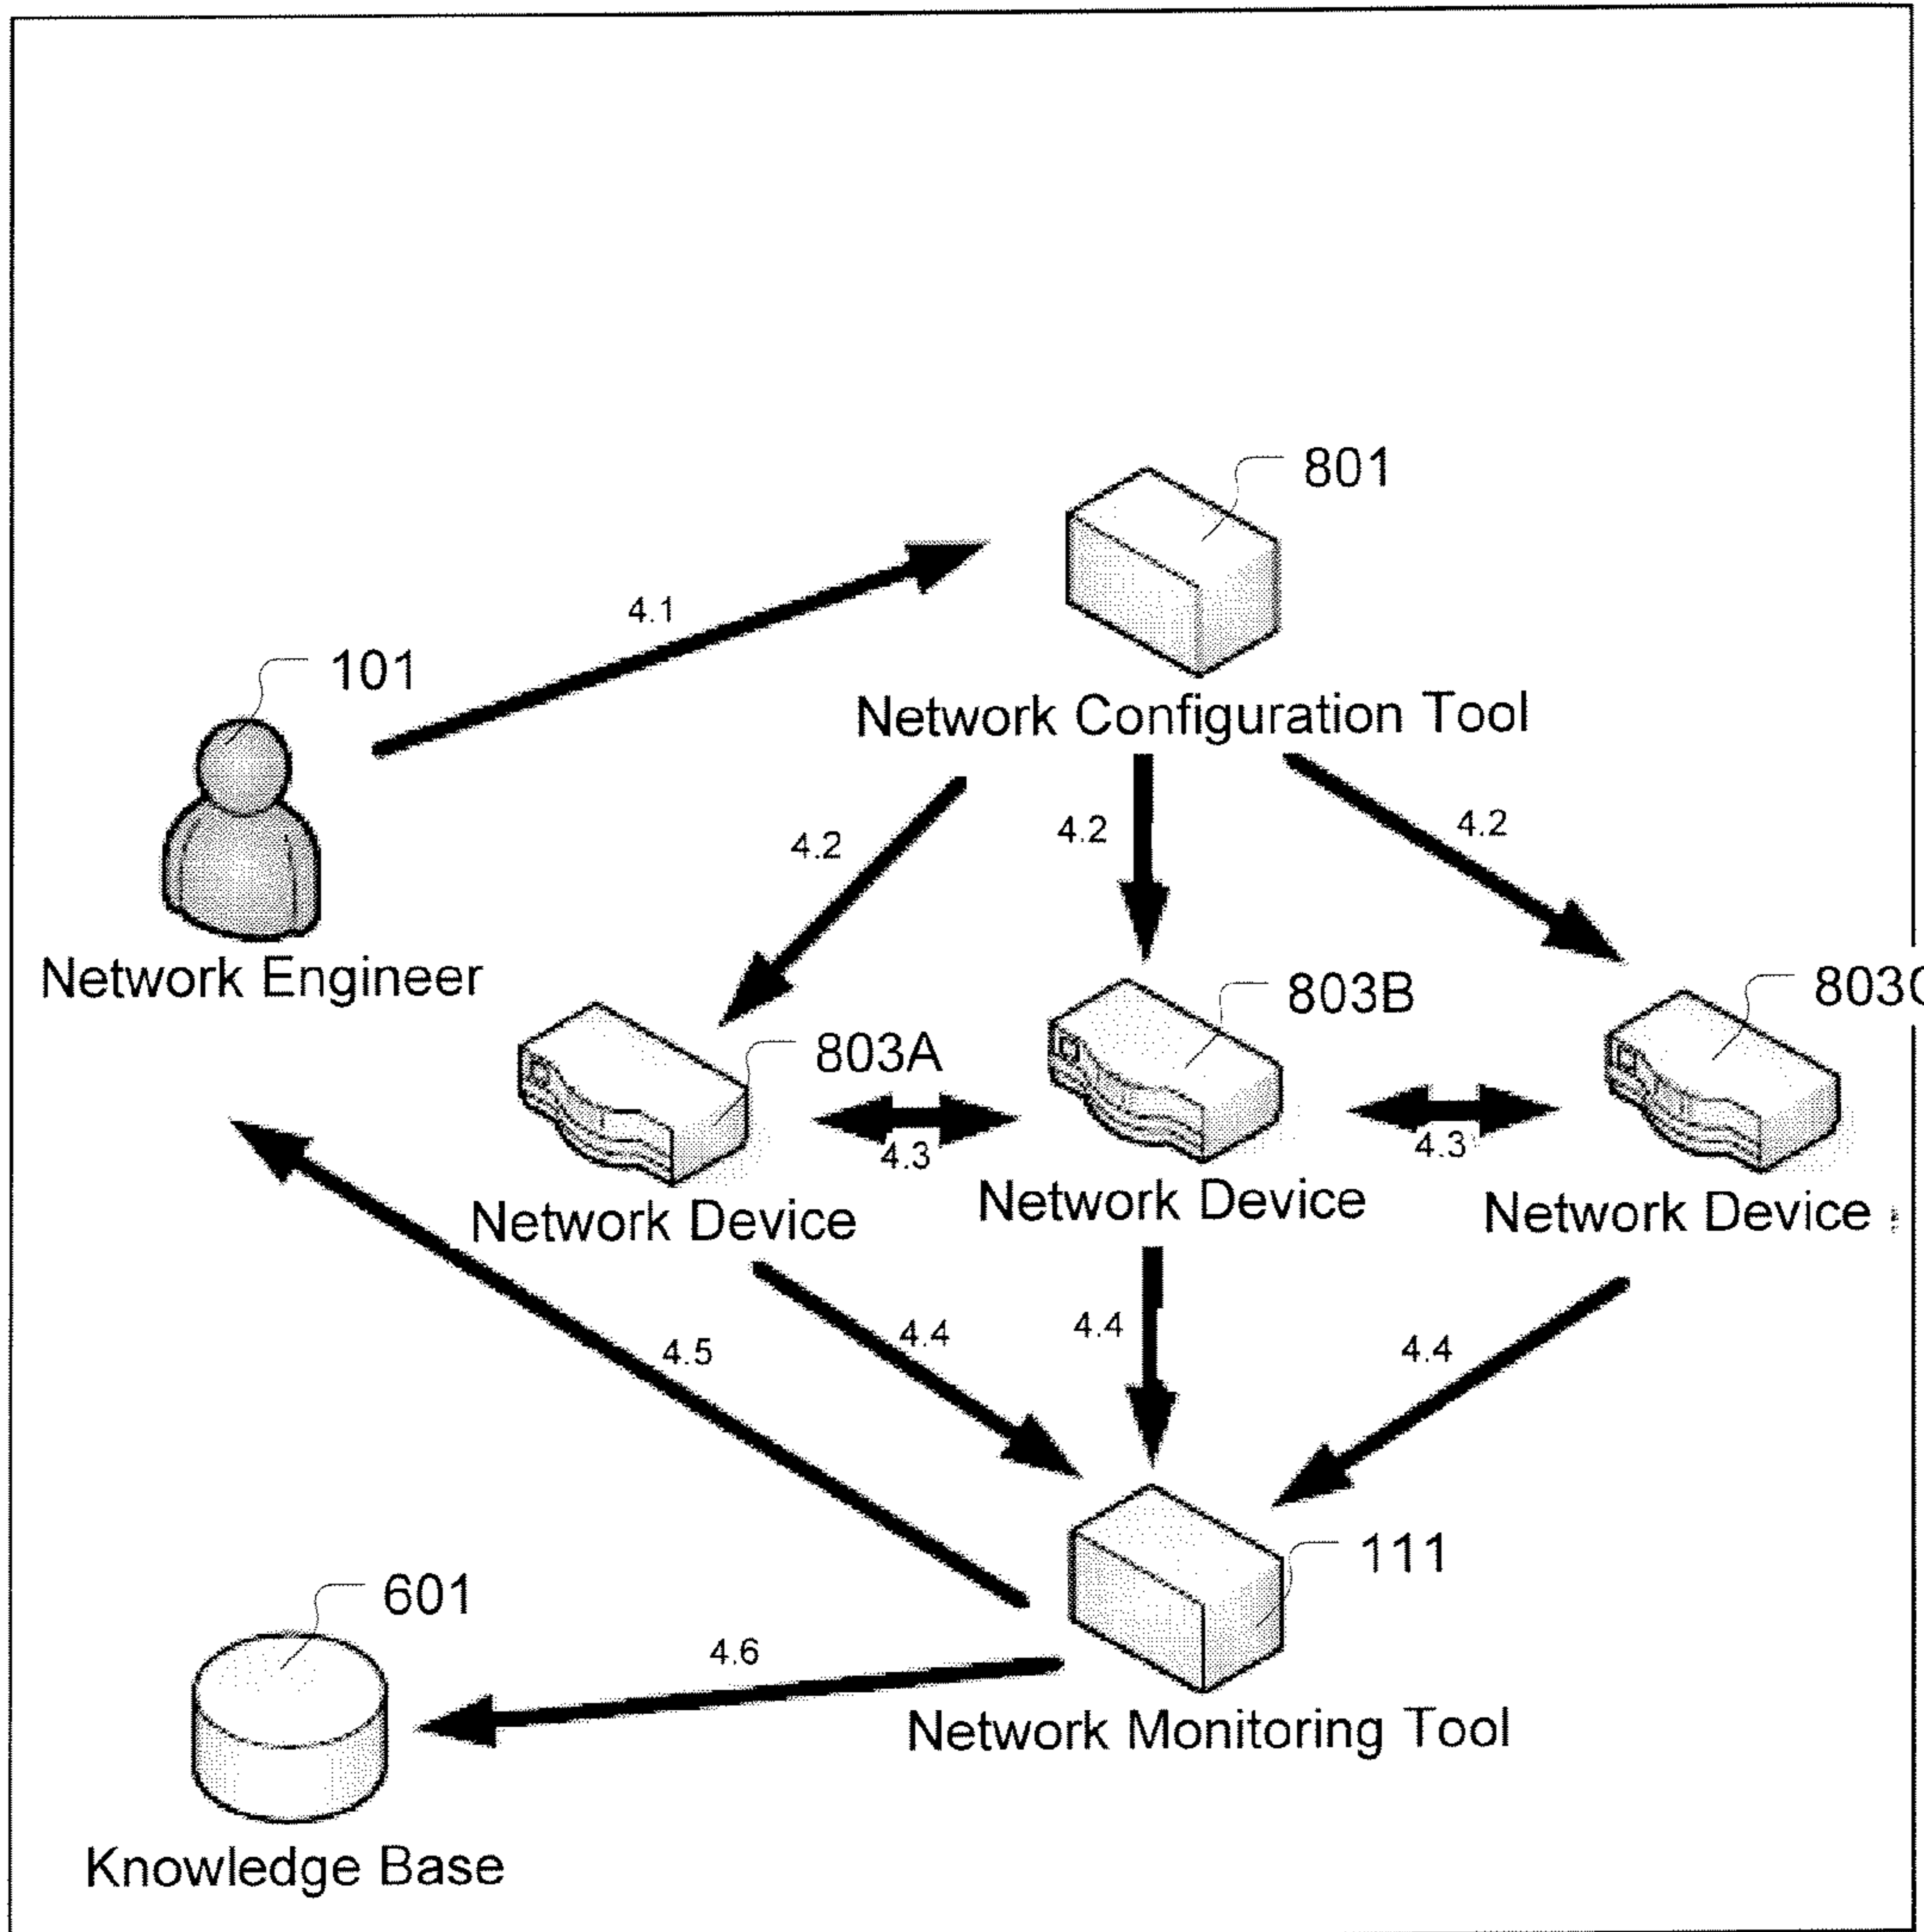 801
4.1
101
Network Configuration Tool
4.2
4.2
4.2
Network Engineer
803A
803B
803C
4.3
4.3
Network Device
Network Device
Network Device
4.4
4.4
4.4
4.5
111
601
4.6
Network Monitoring Tool
Knowledge Base